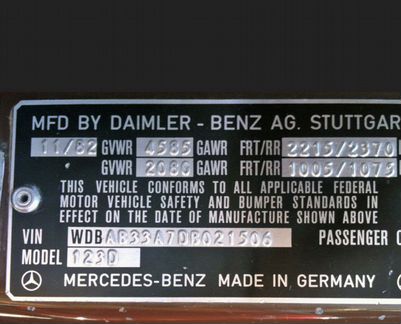 MFD BY DAIMLER - BENZ AG. STUTTGAR
11/82 GVWR 4585 GAWR FRT/RR 2215/2370
GVWR 2080 GAWR FRT/RR 1005/1075
THIS VEHICLE CONFORMS TO ALL APPLICABLE FEDERAL
MOTOR VEHICLE SAFETY AND BUMPER STANDARDS IN
EFFECT ON THE DATE OF MANUFACTURE SHOWN ABOVE
VIN WDBAB33A7DB021506 PASSENGER C
MODEL 123D
MERCEDES-BENZ MADE IN GERMANY